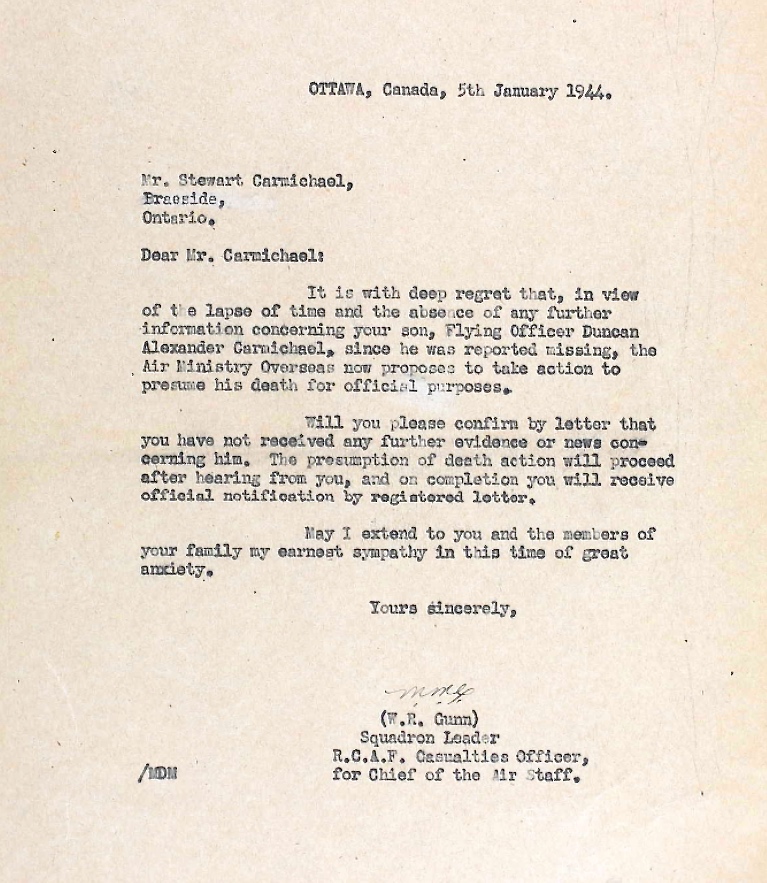 OTTAWA, Canada, 5th January 1944.
Mr. Stewart Carmichael,
Braeside,
Ontario.
Dear Mr. Carmichael:
It is with deep regret that, in view
of the lapse of time and the absence of any further
information concerning your son, Flying Officer Duncan
Alexander Carmichael, since he was reported missing, the
Air Ministry Overseas now proposes to take action to
presume his death for official purposes.
Will you please confirm by letter that
you have not received any further evidence or news con-
cerning him. The presumption of death action will proceed
after hearing from you, and on completion you will receive
official notification by registered letter.
May I extend to you and the members of
your family my earnest sympathy in this time of great
anxiety.
Yours sincerely,
(W.R. Gunn)
Squadron Leader
R.C.A.F. Casualties Officer,
/MDM for Chief of the Air Staff.